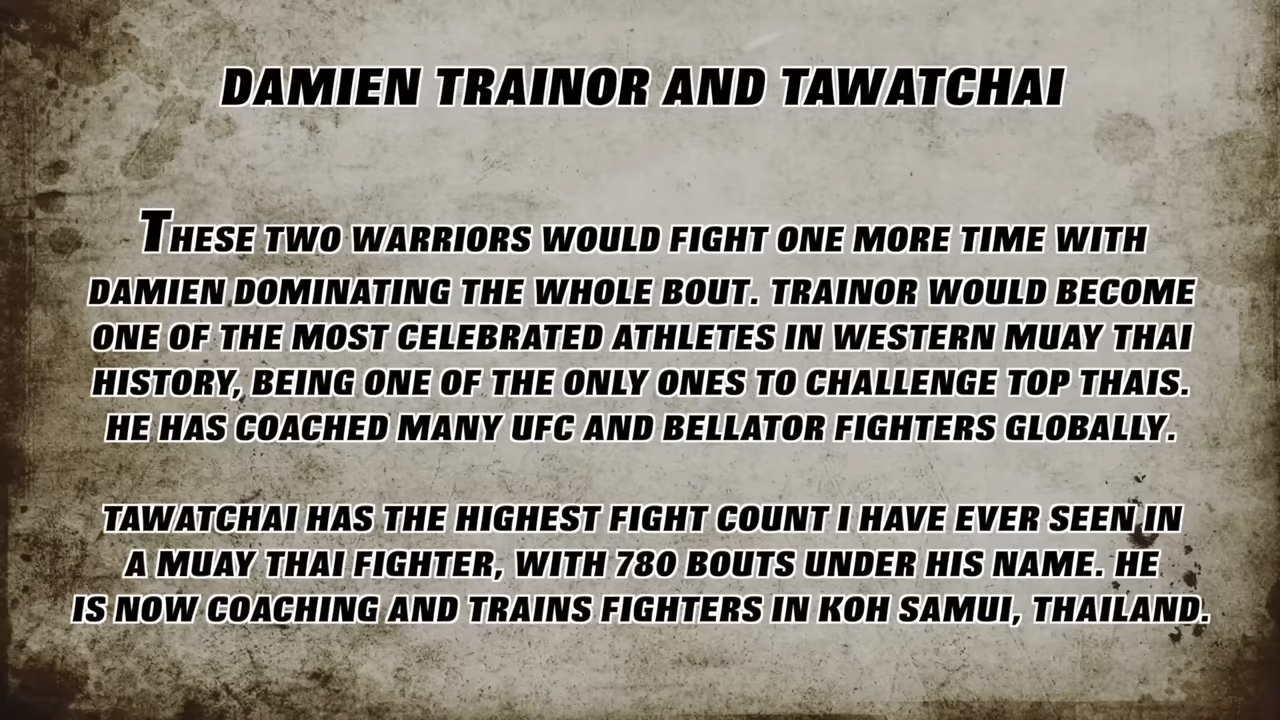 DAMIEN TRAINOR AND TAWATCHAI
THESE TWO WARRIORS WOULD FIGHT ONE MORE TIME WITH
DAMIEN DOMINATING THE WHOLE BOUT. TRAINOR WOULD BECOME
ONE OF THE MOST CELEBRATED ATHLETES IN WESTERN MUAY THAI
HISTORY, BEING ONE OF THE ONLY ONES TO CHALLENGE TOP THAIS.
HE HAS COACHED MANY UFC AND BELLATOR FIGHTERS GLOBALLY.
TAWATCHAI HAS THE HIGHEST FIGHT COUNT I HAVE EVER SEEN IN
A MUAY THAI FIGHTER, WITH 780 BOUTS UNDER HIS NAME. HE
IS NOW COACHING AND TRAINS FIGHTERS IN KOH SAMUI, THAILAND.